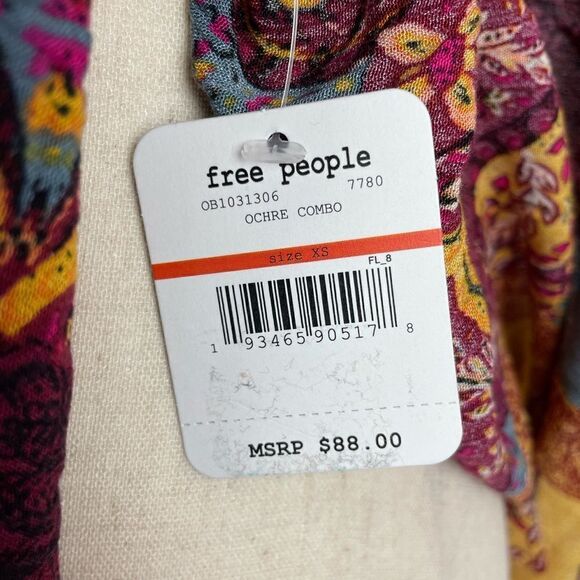 free people
OB1031306 7780
OCHRE COMBO
size XS
FL_8
1 93465 90517 8
MSRP $88.00